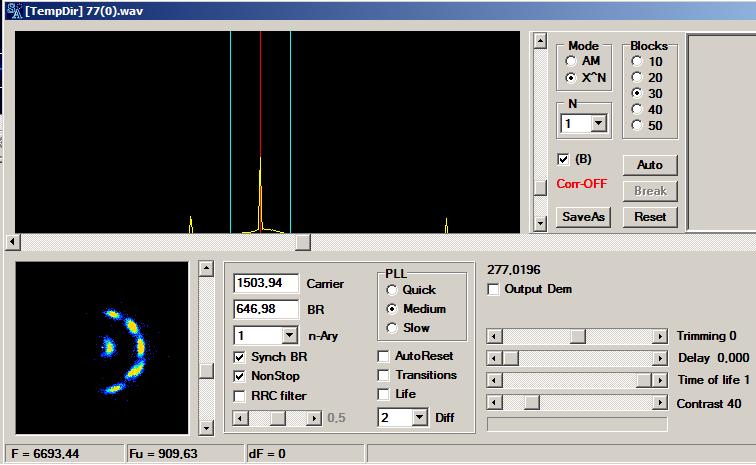 SA [TempDir] 77(0).wav
Mode
AM
X^N
N
1
Blocks
10
20
30
40
50
(B)
Corr-OFF
Auto
Break
SaveAs
Reset
1503,94 Carrier
646,98 BR
1 n-Ary
Synch BR
NonStop
RRC filter
0,5
PLL
Quick
Medium
Slow
AutoReset
Transitions
Life
2 Diff
277,0196
Output Dem
Trimming 0
Delay 0,000
Time of life 1
Contrast 40
F = 6693,44 Fu = 909,63 dF = 0